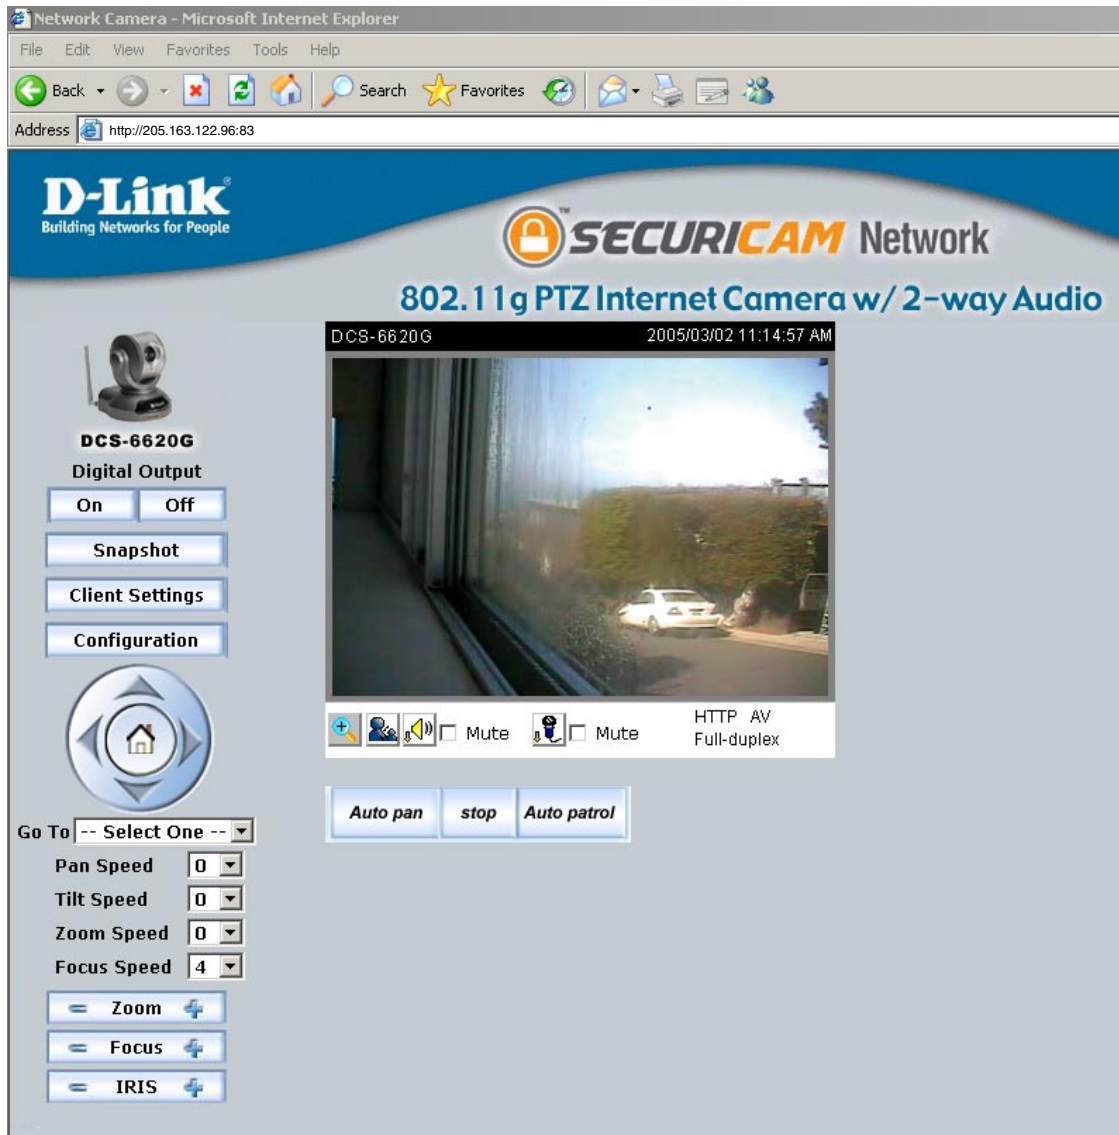 Network Camera - Microsoft Internet Explorer
File Edit View Favorites Tools Help
Back Search Favorites
Address http://205.163.122.96:83
D-Link®
Building Networks for People
SECURICAM Network
™
802.11g PTZ Internet Camera w/ 2-way Audio
DCS-6620G 2005/03/02 11:14:57 AM
DCS-6620G
Digital Output
On Off
Snapshot
Client Settings
Configuration
Mute Mute HTTP AV
Full-duplex
Auto pan stop Auto patrol
Go To -- Select One --
Pan Speed 0
Tilt Speed 0
Zoom Speed 0
Focus Speed 4
Zoom
Focus
IRIS